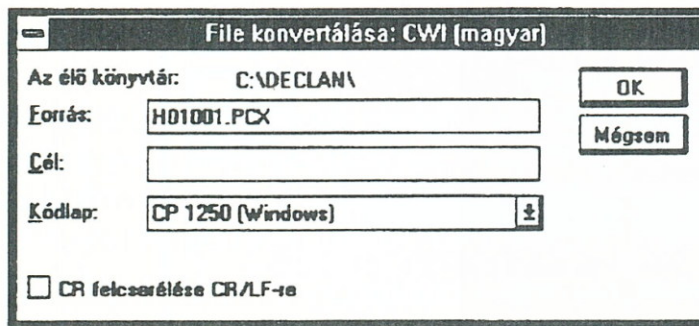 File konvertálása: CWI (magyar)
Az élő könyvtár: C:\DECLAN\
OK
Forrás: H01001.PCX
Mégsem
Cél:
Kódlap: CP 1250 (Windows)
CR felcserélése CR/LF-re